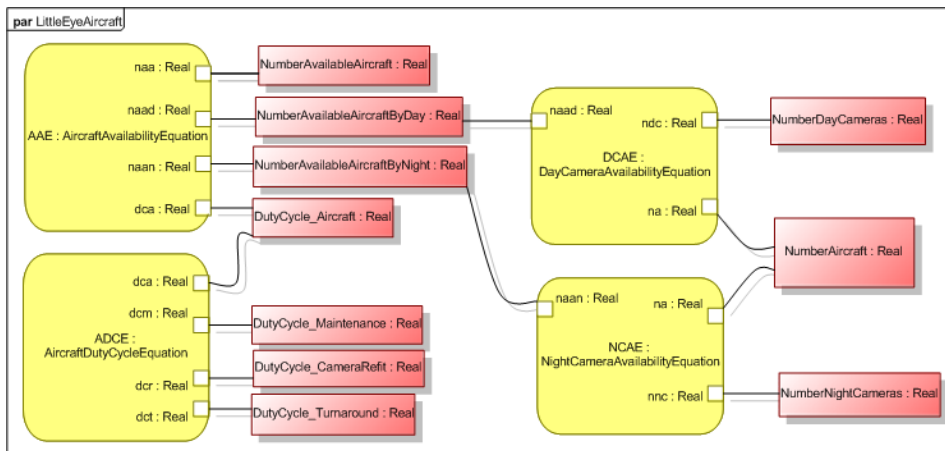 par LittleEyeAircraft
naa : Real
NumberAvailableAircraft : Real
naad : Real
NumberAvailableAircraftByDay : Real
AAE : AircraftAvailabilityEquation
naan : Real
NumberAvailableAircraftByNight : Real
dca : Real
DutyCycle_Aircraft : Real
dca : Real
dcm : Real
DutyCycle_Maintenance : Real
ADCE :
AircraftDutyCycleEquation
dcr : Real
DutyCycle_CameraRefit : Real
dct : Real
DutyCycle_Turnaround : Real
naad : Real
ndc : Real
NumberDayCameras : Real
DCAE :
DayCameraAvailabilityEquation
na : Real
NumberAircraft : Real
naan : Real
na : Real
NCAE :
NightCameraAvailabilityEquation
nnc : Real
NumberNightCameras : Real